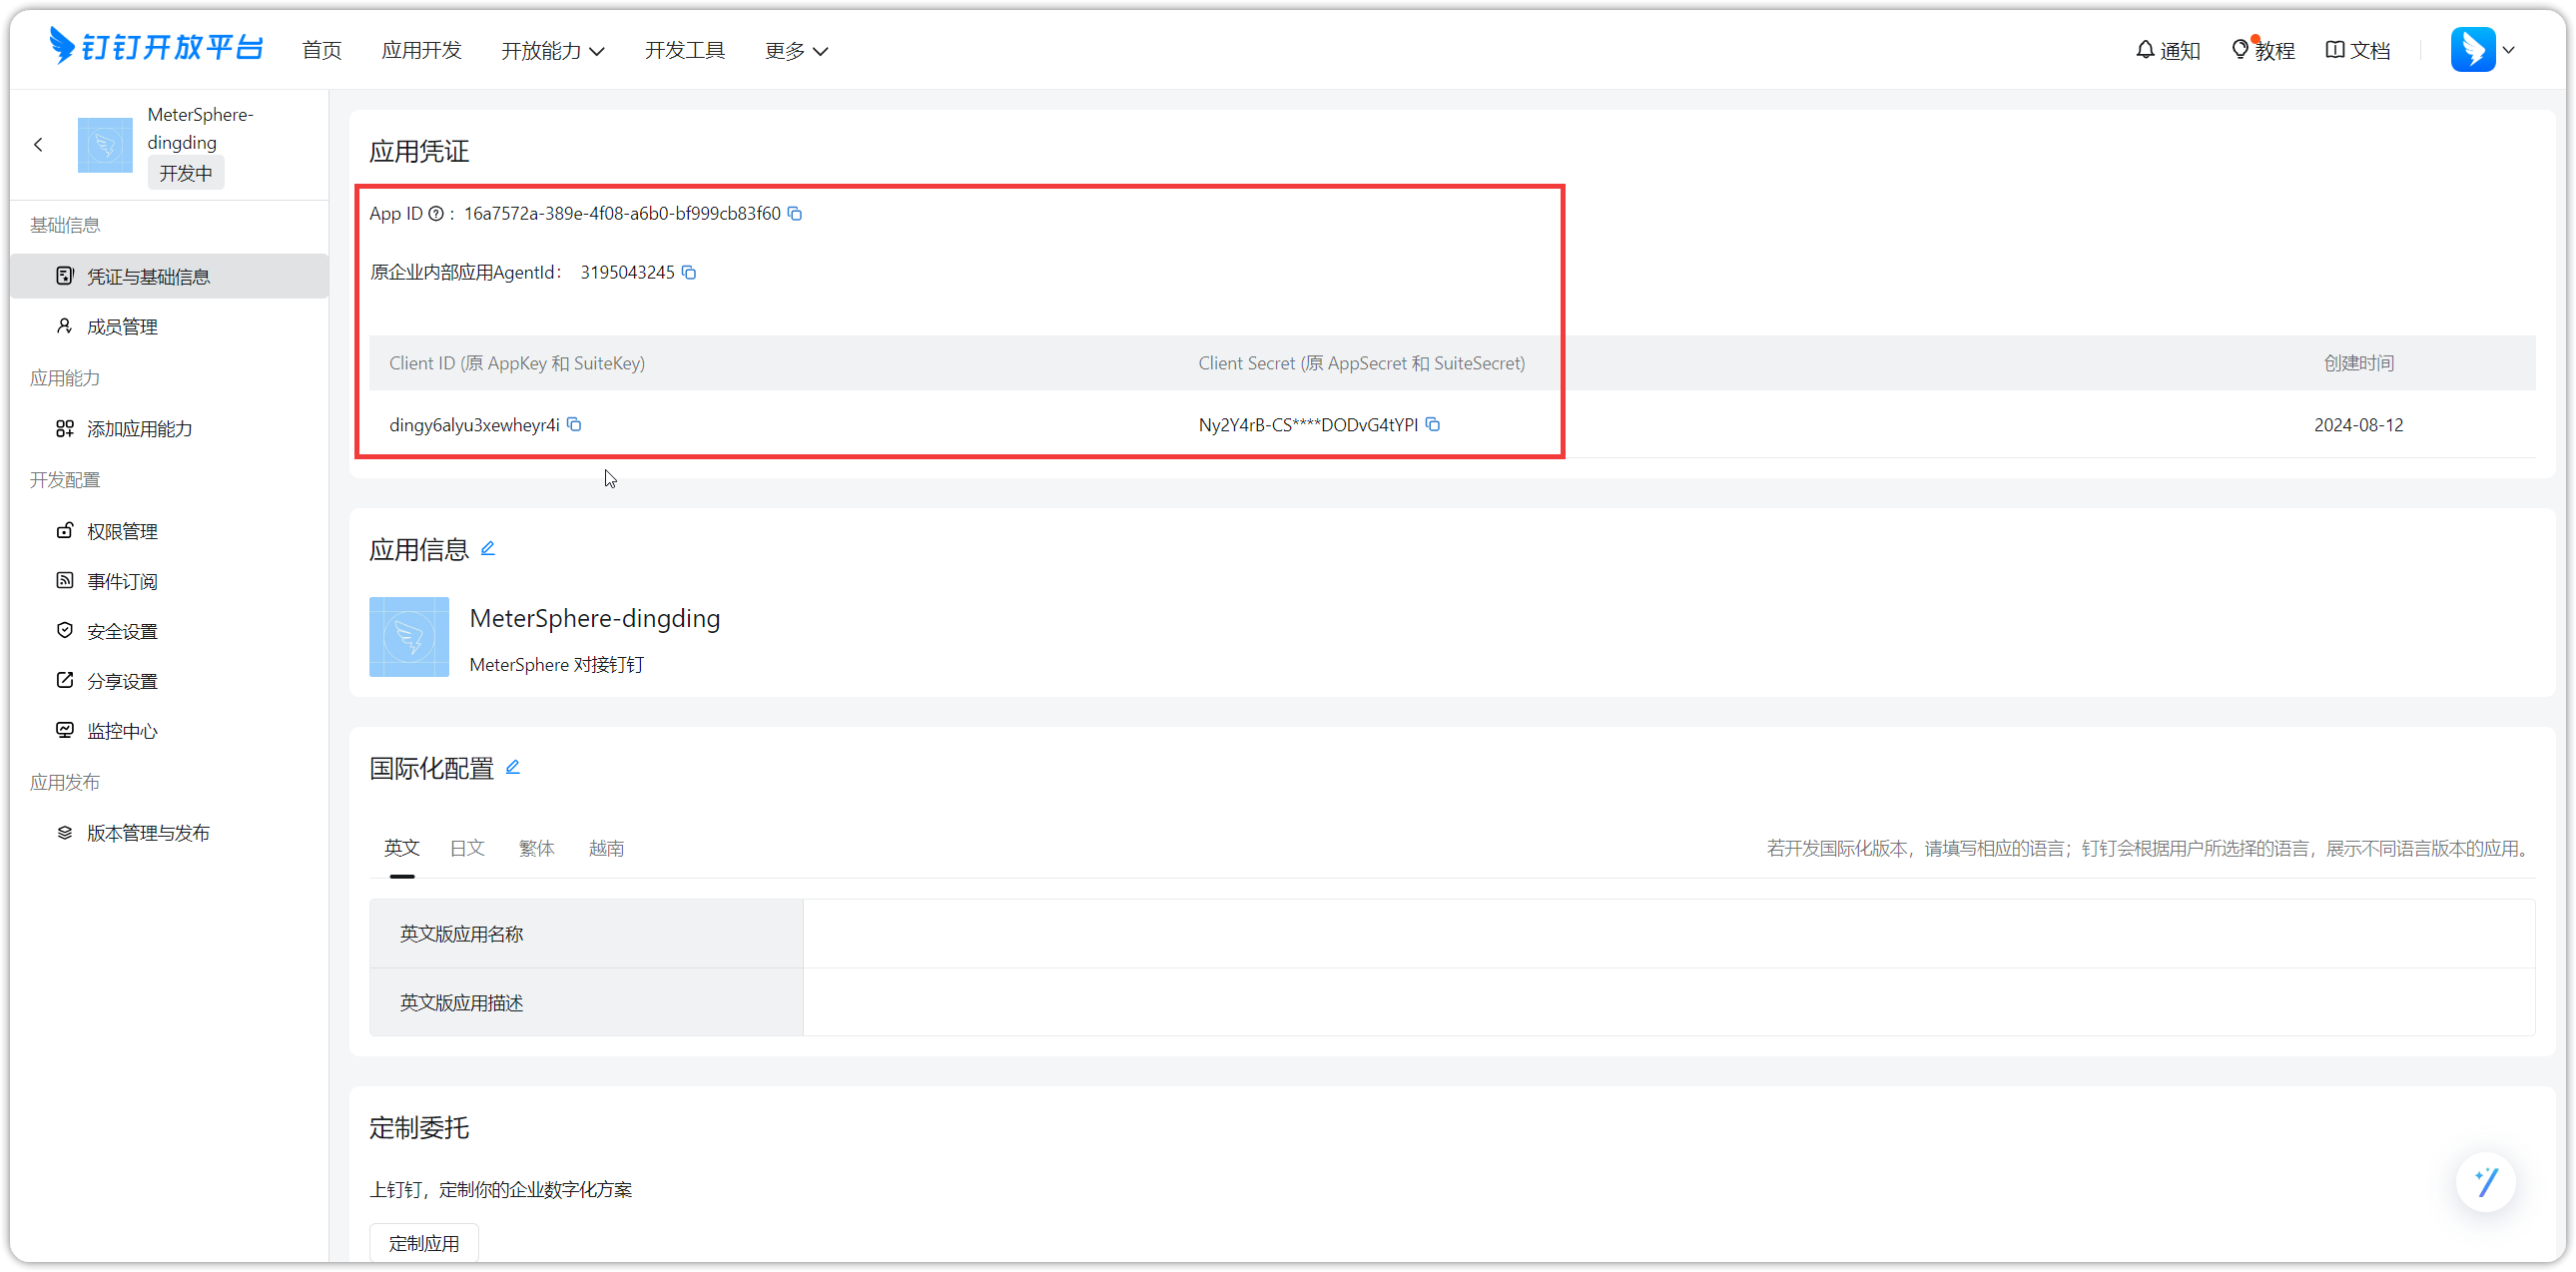 钉钉开放平台 首页 应用开发 开放能力 开发工具 更多 通知 教程 文档
MeterSphere-
dingding
开发中
基础信息
凭证与基础信息
成员管理
应用能力
添加应用能力
开发配置
权限管理
事件订阅
安全设置
分享设置
监控中心
应用发布
版本管理与发布
应用凭证
App ID ? : 16a7572a-389e-4f08-a6b0-bf999cb83f60
原企业内部应用AgentId: 3195043245
Client ID (原 AppKey 和 SuiteKey) Client Secret (原 AppSecret 和 SuiteSecret) 创建时间
dingy6alyu3xewheyr4i Ny2Y4rB-CS****DODvG4tYPI 2024-08-12
应用信息
MeterSphere-dingding
MeterSphere 对接钉钉
国际化配置
英文 日文 繁体 越南 若开发国际化版本，请填写相应的语言；钉钉会根据用户所选择的语言，展示不同语言版本的应用。
英文版应用名称
英文版应用描述
定制委托
上钉钉，定制你的企业数字化方案
定制应用